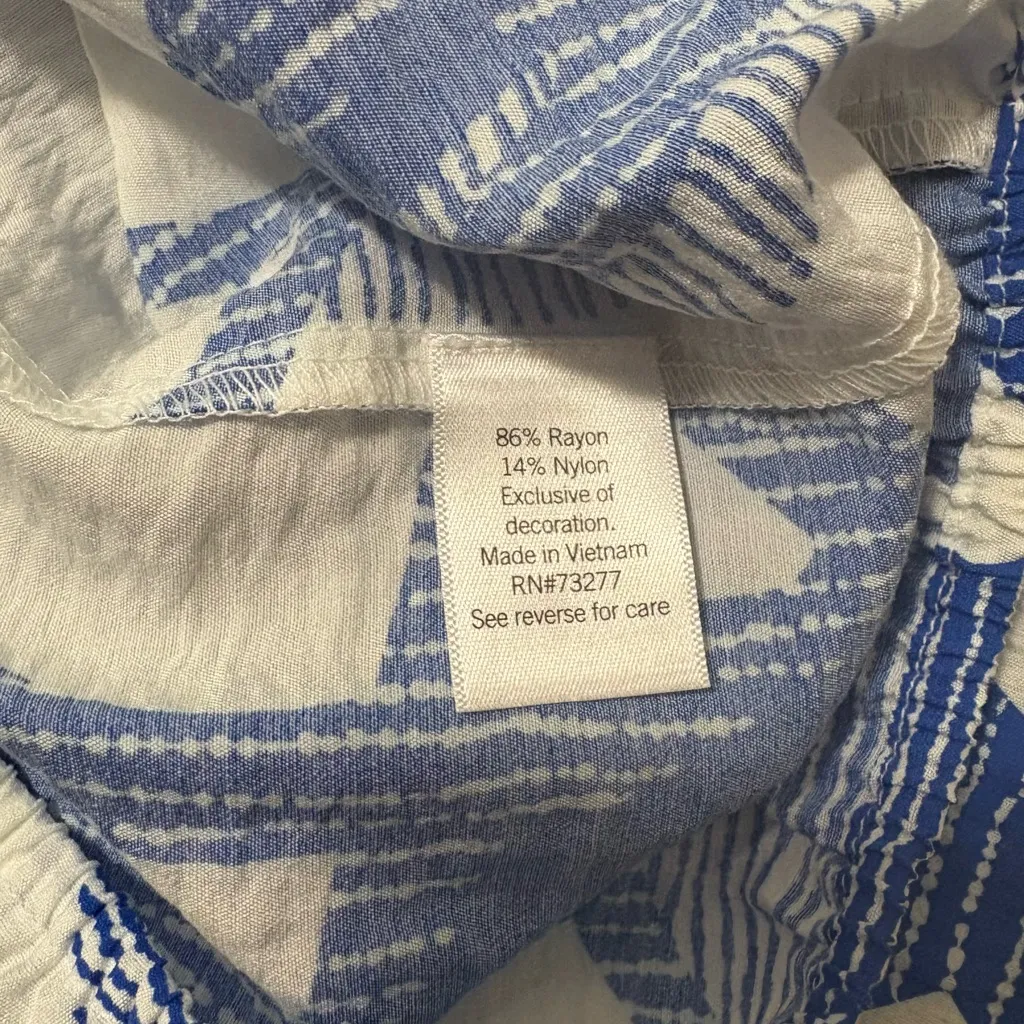 86% Rayon
14% Nylon
Exclusive of
decoration.
Made in Vietnam
RN#73277
See reverse for care